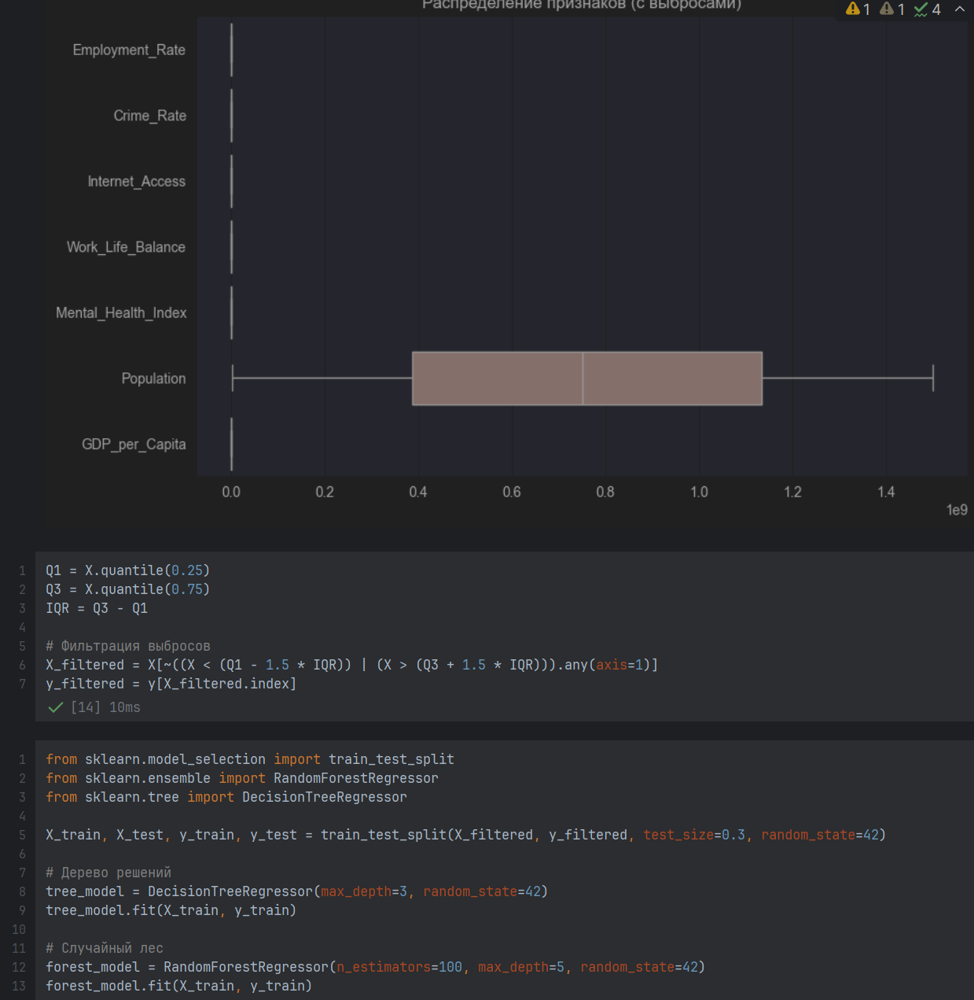 Распределение признаков (с выбросами)
1 1 4
Employment_Rate
Crime_Rate
Internet_Access
Work_Life_Balance
Mental_Health_Index
Population
GDP_per_Capita
0.0 0.2 0.4 0.6 0.8 1.0 1.2 1.4
1e9
1 Q1 = X.quantile(0.25)
2 Q3 = X.quantile(0.75)
3 IQR = Q3 - Q1
4
5 # Фильтрация выбросов
6 X_filtered = X[~((X < (Q1 - 1.5 * IQR)) | (X > (Q3 + 1.5 * IQR))).any(axis=1)]
7 y_filtered = y[X_filtered.index]
[14] 10ms
1 from sklearn.model_selection import train_test_split
2 from sklearn.ensemble import RandomForestRegressor
3 from sklearn.tree import DecisionTreeRegressor
4
5 X_train, X_test, y_train, y_test = train_test_split(X_filtered, y_filtered, test_size=0.3, random_state=42)
6
7 # Дерево решений
8 tree_model = DecisionTreeRegressor(max_depth=3, random_state=42)
9 tree_model.fit(X_train, y_train)
10
11 # Случайный лес
12 forest_model = RandomForestRegressor(n_estimators=100, max_depth=5, random_state=42)
13 forest_model.fit(X_train, y_train)